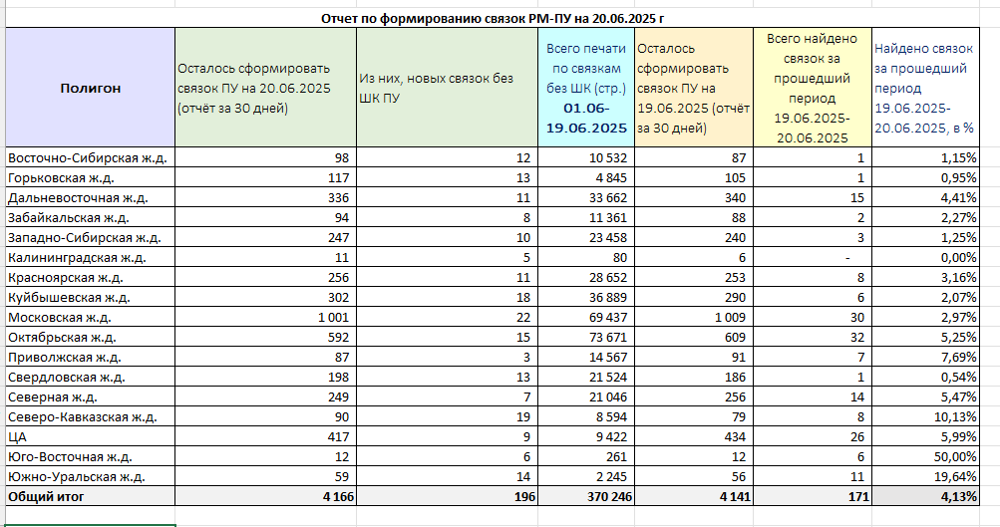 Отчет по формированию связок РМ-ПУ на 20.06.2025 г
Полигон
Осталось сформировать
связок ПУ на 20.06.2025
(отчёт за 30 дней)
Из них, новых связок без
ШК ПУ
Всего печати
по связкам
без ШК (стр.)
01.06-
19.06.2025
Осталось
сформировать
связок ПУ на
19.06.2025 (отчёт
за 30 дней)
Всего найдено
связок за
прошедший
период
19.06.2025-
20.06.2025
Найдено связок
за прошедший
период
19.06.2025-
20.06.2025, в %
Восточно-Сибирская ж.д. 98 12 10 532 87 1 1,15%
Горьковская ж.д. 117 13 4 845 105 1 0,95%
Дальневосточная ж.д. 336 11 33 662 340 15 4,41%
Забайкальская ж.д. 94 8 11 361 88 2 2,27%
Западно-Сибирская ж.д. 247 10 23 458 240 3 1,25%
Калининградская ж.д. 11 5 80 6 - 0,00%
Красноярская ж.д. 256 11 28 652 253 8 3,16%
Куйбышевская ж.д. 302 18 36 889 290 6 2,07%
Московская ж.д. 1 001 22 69 437 1 009 30 2,97%
Октябрьская ж.д. 592 15 73 671 609 32 5,25%
Приволжская ж.д. 87 3 14 567 91 7 7,69%
Свердловская ж.д. 198 13 21 524 186 1 0,54%
Северная ж.д. 249 7 21 046 256 14 5,47%
Северо-Кавказская ж.д. 90 19 8 594 79 8 10,13%
ЦА 417 9 9 422 434 26 5,99%
Юго-Восточная ж.д. 12 6 261 12 6 50,00%
Южно-Уральская ж.д. 59 14 2 245 56 11 19,64%
Общий итог 4 166 196 370 246 4 141 171 4,13%